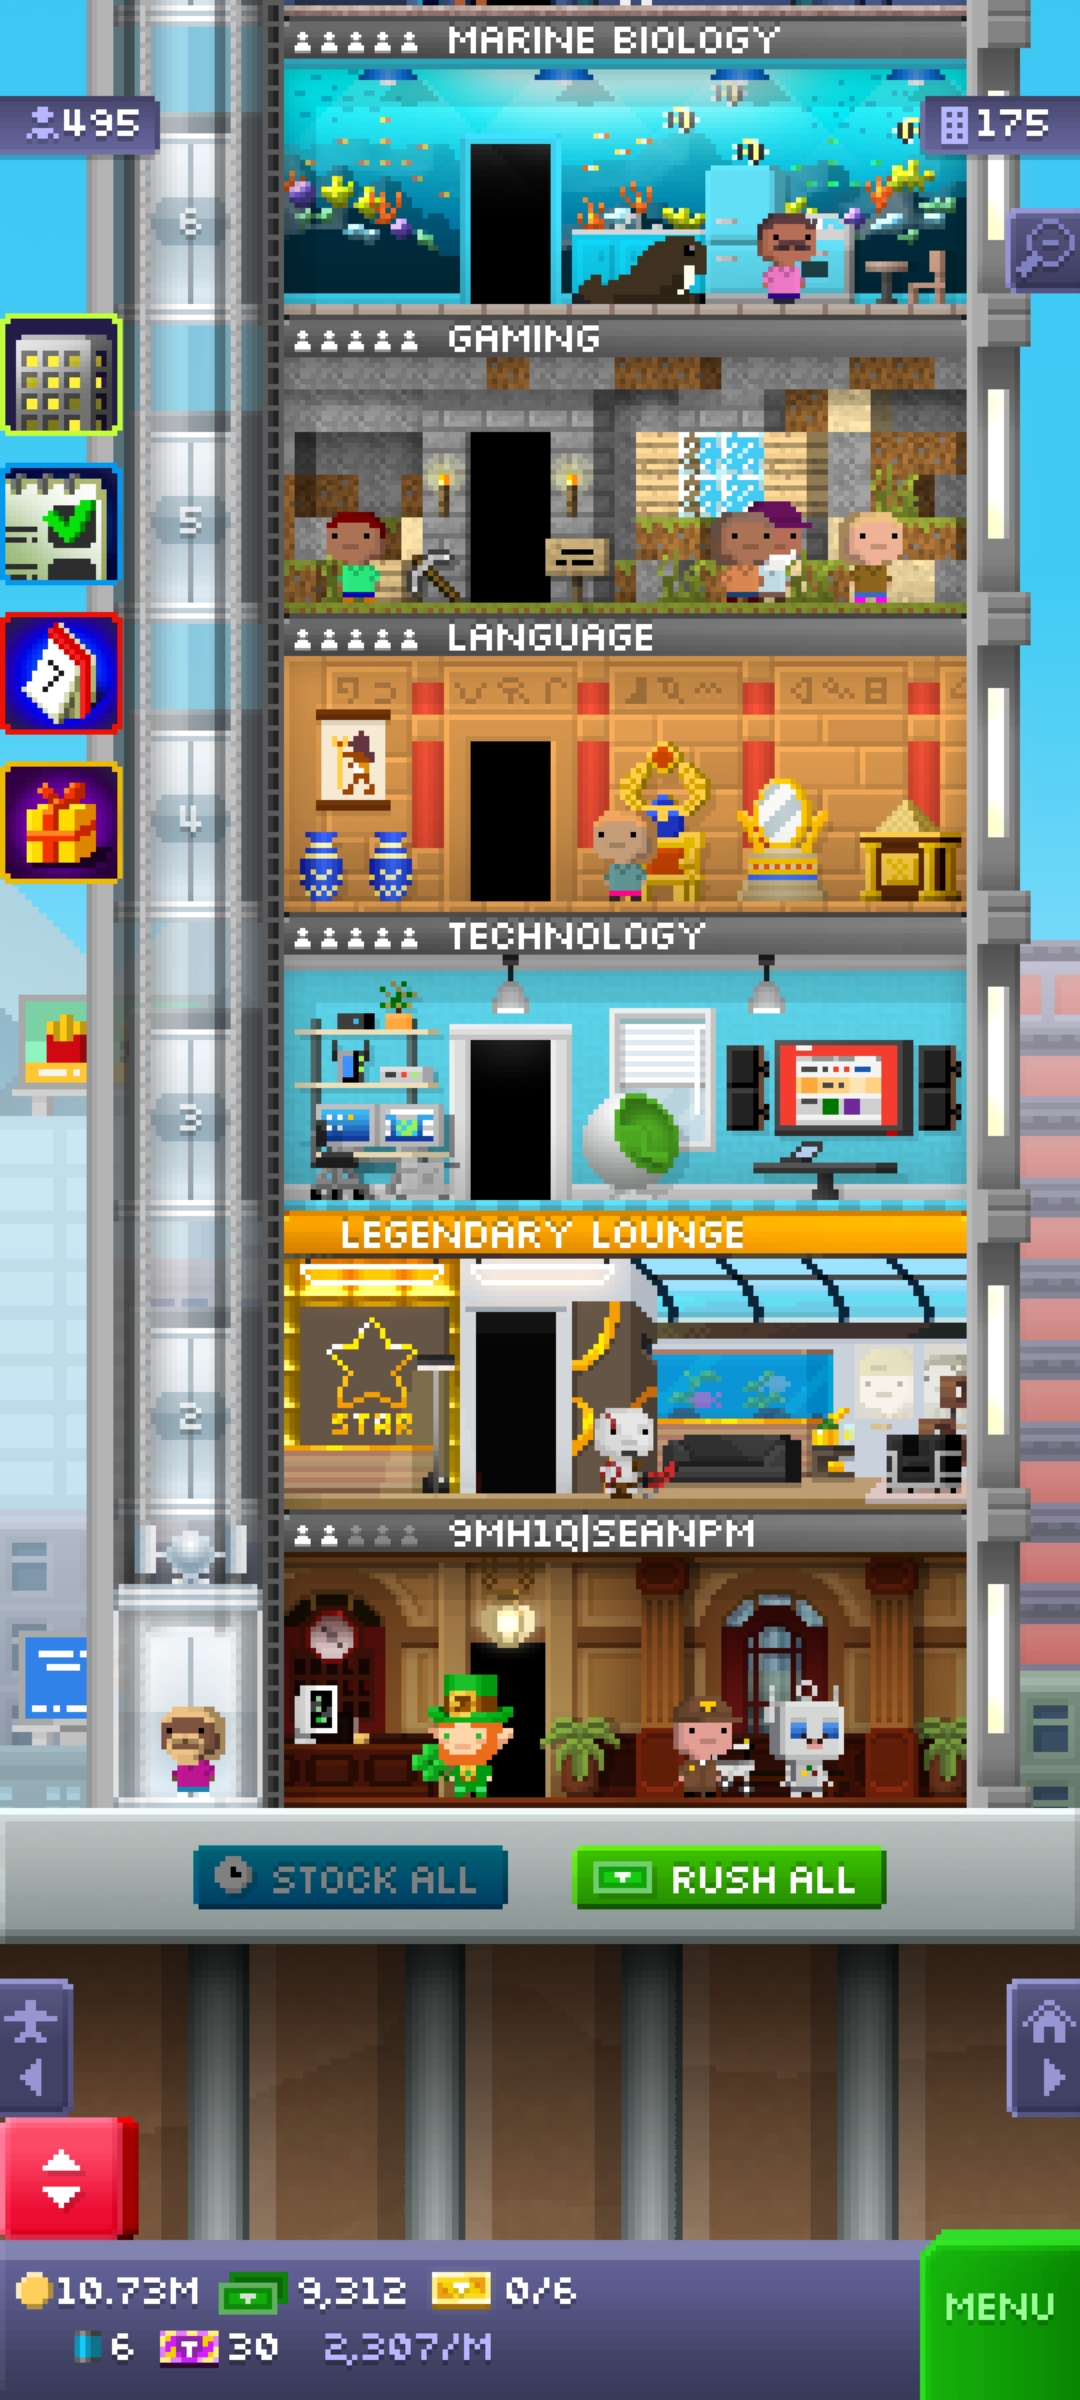 MARINE BIOLOGY
495
175
6
GAMING
5
LANGUAGE
4
TECHNOLOGY
3
LEGENDARY LOUNGE
STAR
2
9MH1Q|SEANPM
STOCK ALL
RUSH ALL
10.73M 9,312 0/6
6 30 2,307/M
MENU